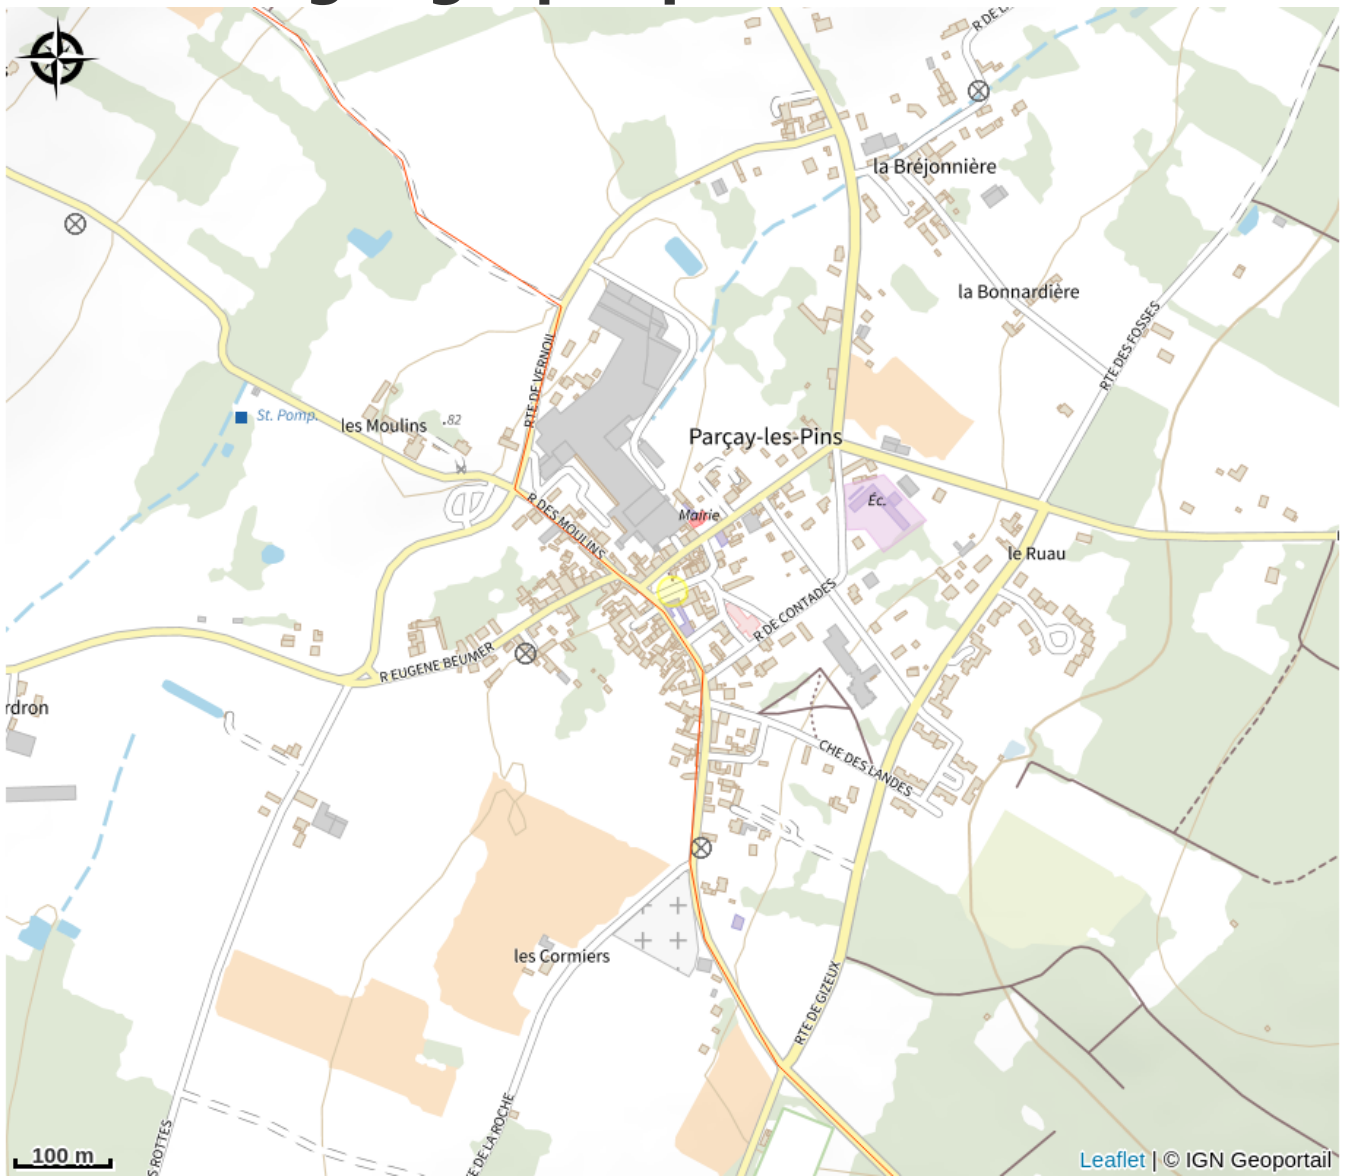 R DE L
la Bréjonnière
la Bonnardière
RTE DES FOSSES
RTE DE VERNOIL
St. Pomp.
les Moulins
.82
Parçay-les-Pins
Mairie
Éc.
R DES MOULINS
le Ruau
R DE CONTADES
R EUGENE BEUMER
rdron
CHE DES LANDES
les Cormiers
RTE DE GIZEUX
S ROTTES
E DE LA ROCHE
100 m
Leaflet | © IGN Geoportail